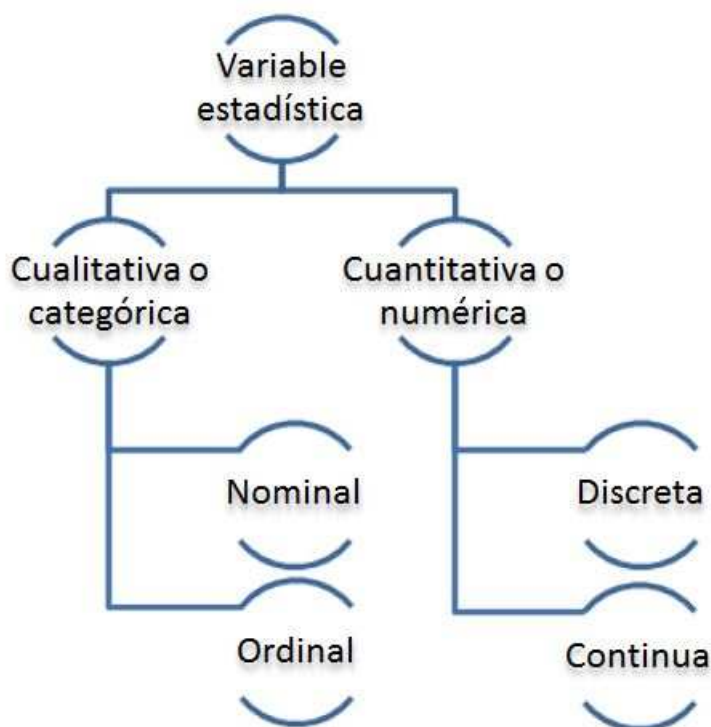 Variable
estadística
Cualitativa o
categórica
Cuantitativa o
numérica
Nominal
Discreta
Ordinal
Continua